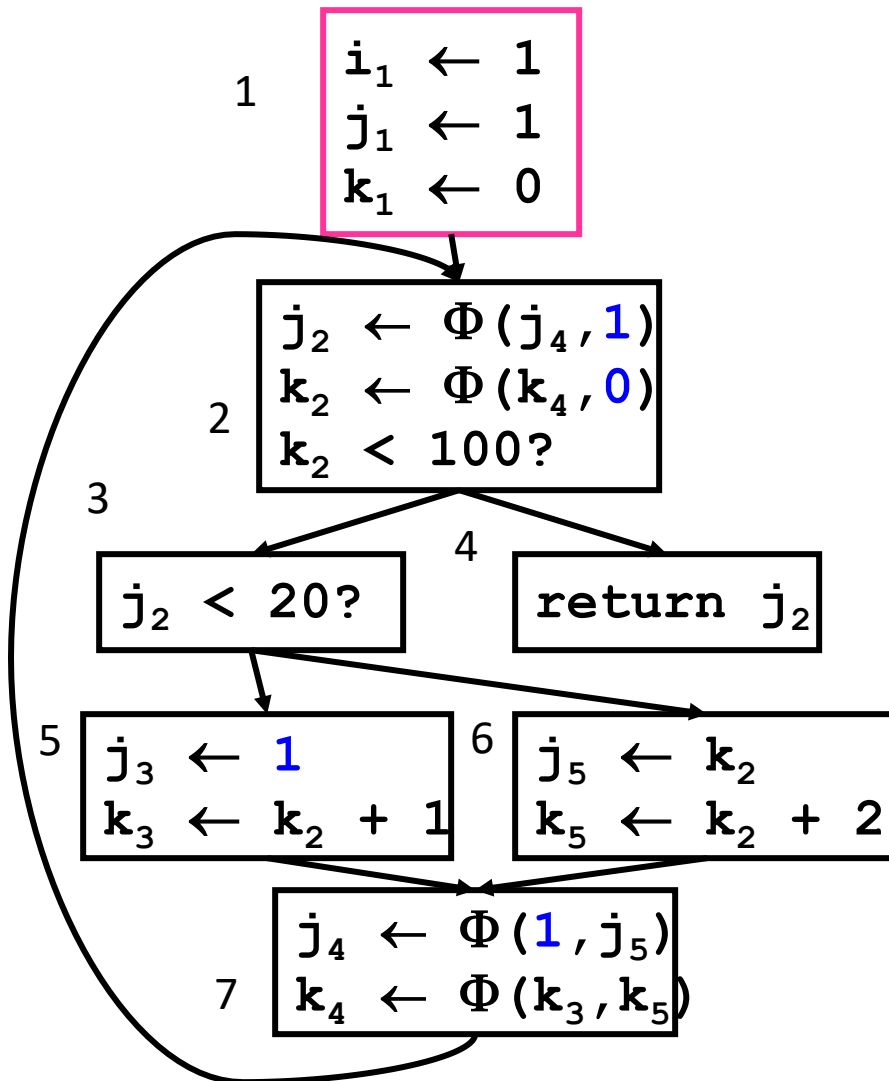 1
i₁ ← 1
j₁ ← 1
k₁ ← 0
2
j₂ ← Φ(j₄,1)
k₂ ← Φ(k₄,0)
k₂ < 100?
3
j₂ < 20?
4
return j₂
5
j₃ ← 1
k₃ ← k₂ + 1
6
j₅ ← k₂
k₅ ← k₂ + 2
7
j₄ ← Φ(1,j₅)
k₄ ← Φ(k₃,k₅)